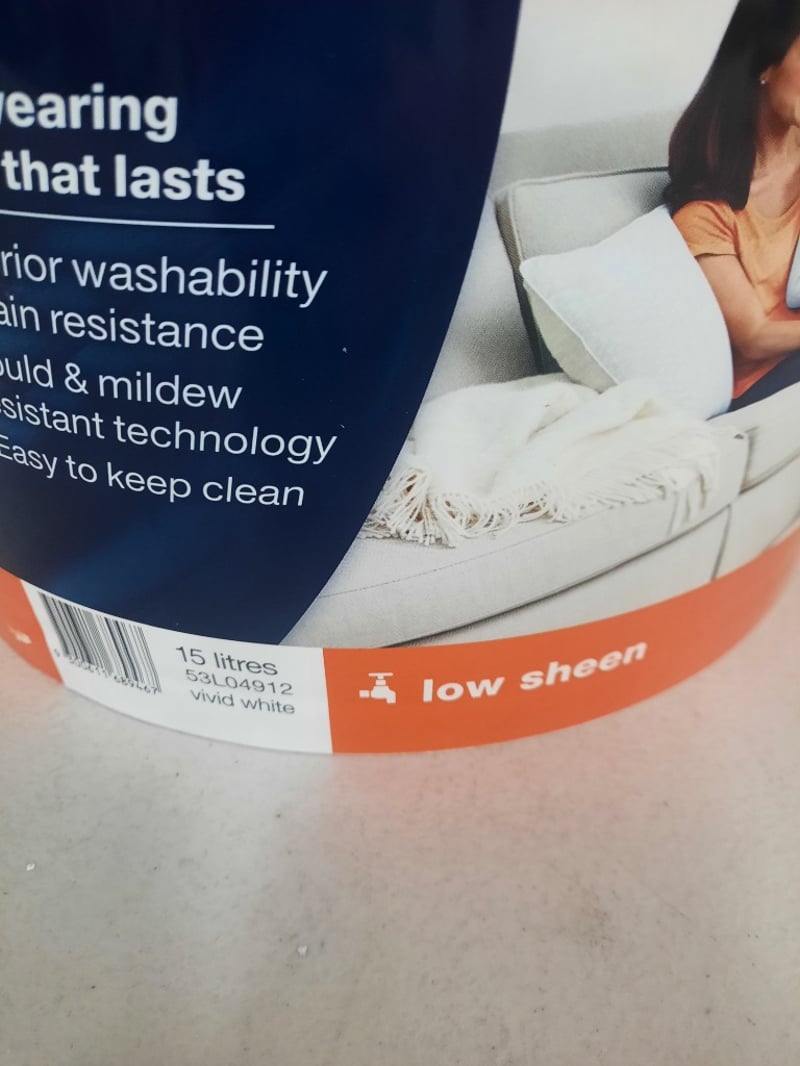 earing
that lasts
rior washability
ain resistance
ould & mildew
sistant technology
Easy to keep clean
15 litres
53L04912
vivid white
low sheen